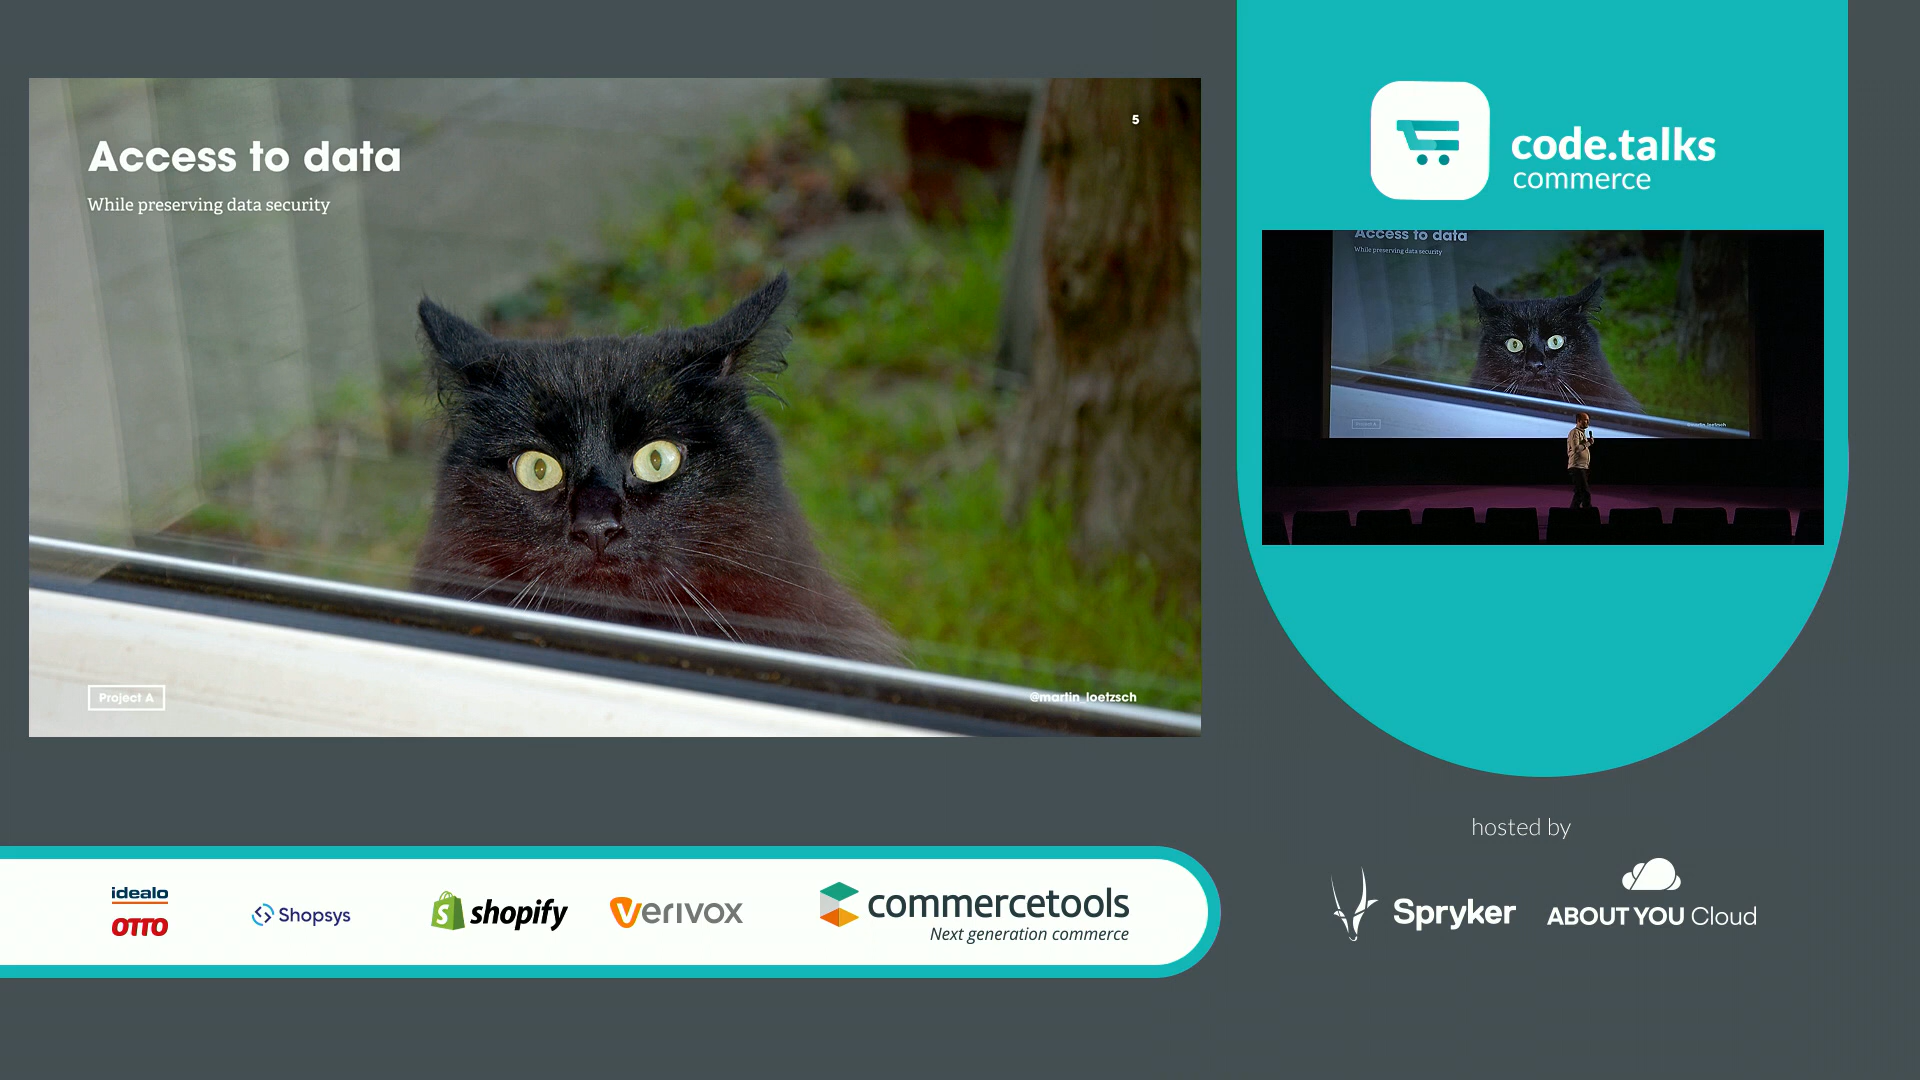 5
Access to data
While preserving data security
Project A
@martin_loetzsch
code.talks
commerce
Access to data
While preserving data security
hosted by
Spryker
ABOUT YOU Cloud
idealo
OTTO
Shopsys
shopify
verivox
commercetools
Next generation commerce